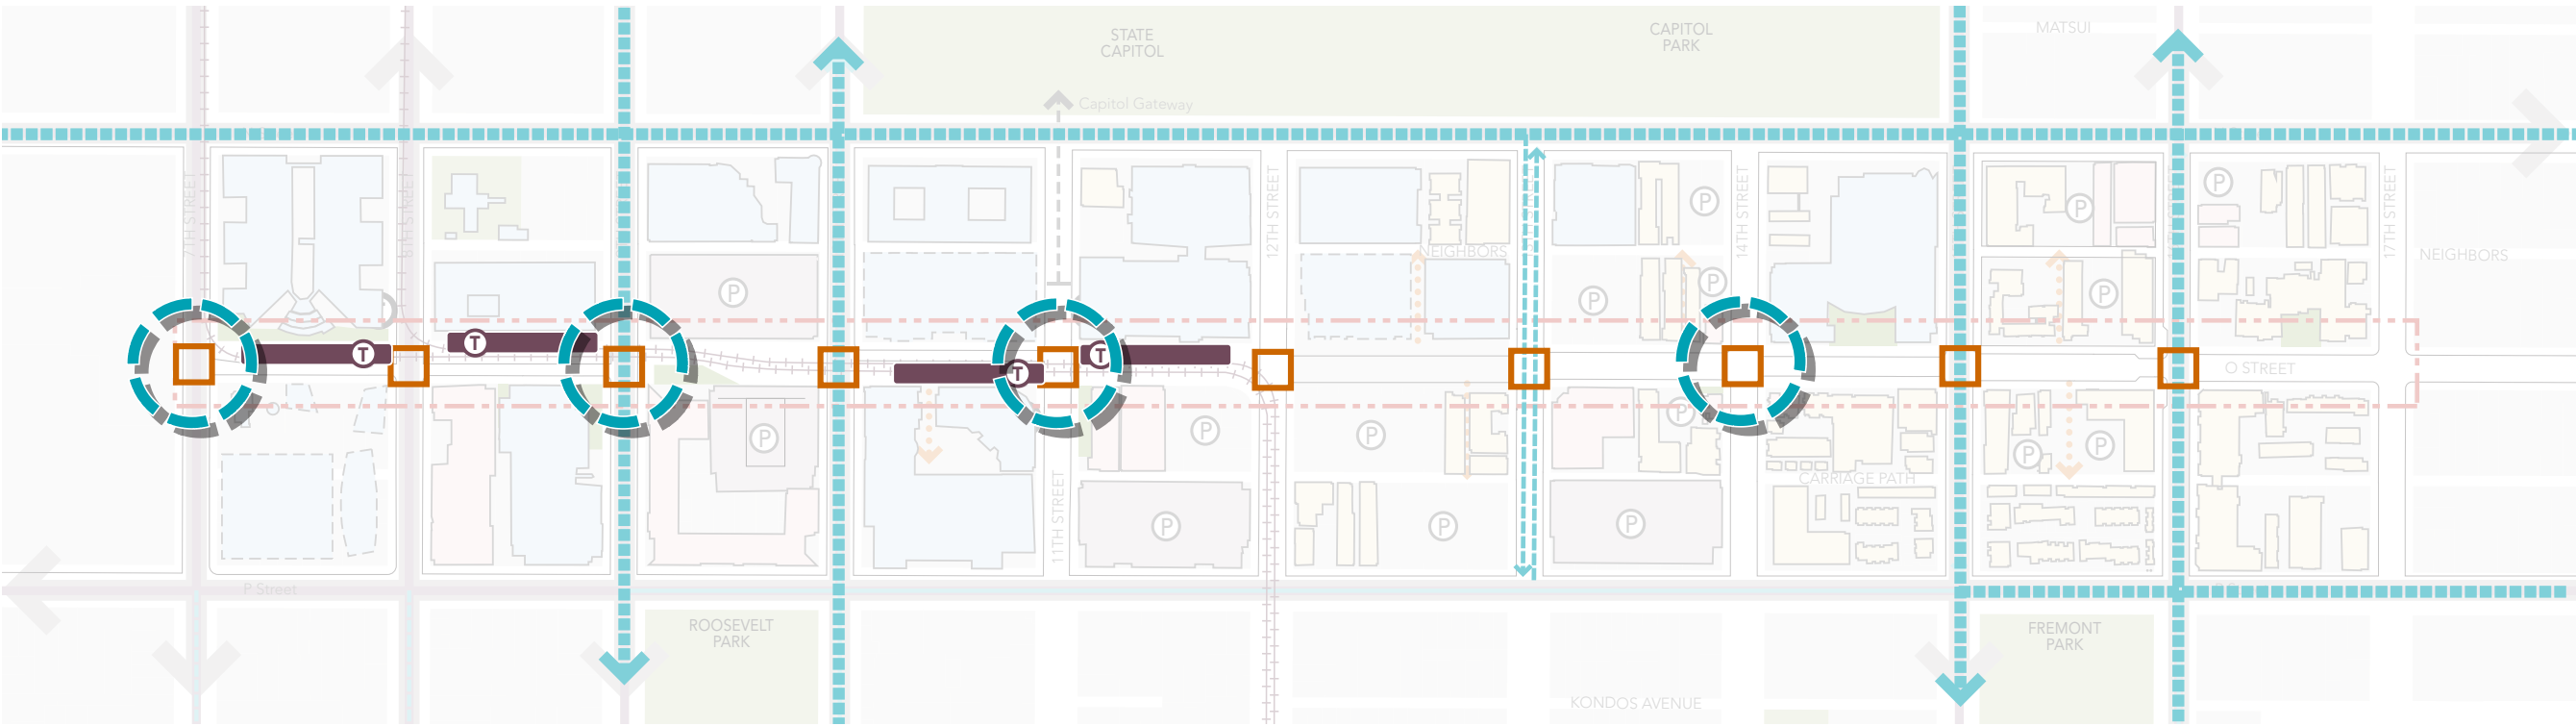 STATE
CAPITOL
CAPITOL
PARK
MATSUI
Capitol Gateway
7TH STREET
8TH STREET
12TH STREET
14TH STREET
17TH STREET
P
P
P
NEIGHBORS
NEIGHBORS
P
P
P
P
T
T
T
T
O STREET
P
P
P
P
P
P
P
CARRIAGE PATH
11TH STREET
P
P
P
P Street
ROOSEVELT
PARK
FREMONT
PARK
KONDOS AVENUE